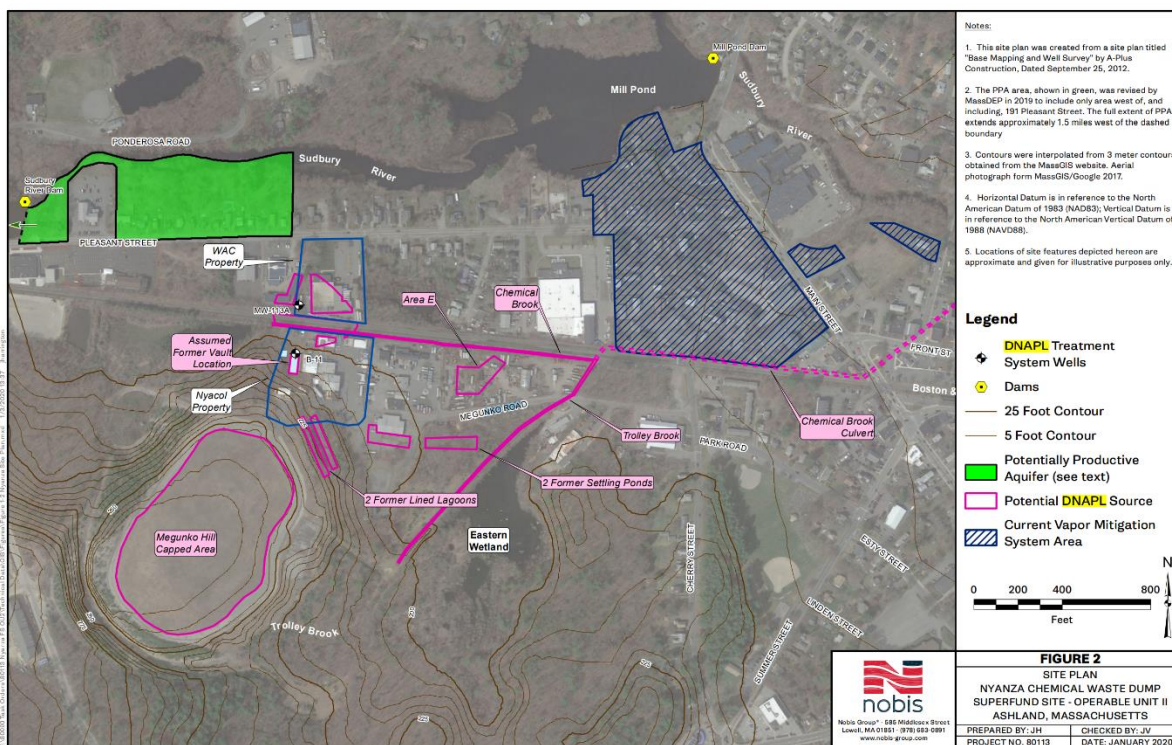 Mill Pond Dam
Mill Pond
Sudbury
River
PONDEROSA ROAD
Sudbury
River
Sudbury
River Dam
PLEASANT STREET
WAC
Property
MW-113A
Area E
Chemical
Brook
MAIN STREET
FRONT ST
Assumed
Former Vault
Location
B-11
Nyacol
Property
MEGUNKO ROAD
Boston &
Trolley Brook
PARK ROAD
Chemical Brook
Culvert
2 Former Settling Ponds
2 Former Lined Lagoons
Megunko Hill
Capped Area
Eastern
Wetland
Trolley Brook
CHERRY STREET
ESTY STREET
LINDEN STREET
SUMMER STREET
Notes:
1. This site plan was created from a site plan titled
"Base Mapping and Well Survey" by A-Plus
Construction, Dated September 25, 2012.
2. The PPA area, shown in green, was revised by
MassDEP in 2019 to include only area west of, and
including, 191 Pleasant Street. The full extent of PPA
extends approximately 1.5 miles west of the dashed
boundary
3. Contours were interpolated from 3 meter contours
obtained from the MassGIS website. Aerial
photograph form MassGIS/Google 2017.
4. Horizontal Datum is in reference to the North
American Datum of 1983 (NAD83); Vertical Datum is
in reference to the North American Vertical Datum of
1988 (NAVD88).
5. Locations of site features depicted hereon are
approximate and given for illustrative purposes only.
Legend
DNAPL Treatment
System Wells
Dams
25 Foot Contour
5 Foot Contour
Potentially Productive
Aquifer (see text)
Potential DNAPL Source
Current Vapor Mitigation
System Area
N
0 200 400 800
Feet
nobis
Nobis Group® - 585 Middlesex Street
Lowell, MA 01851 - (978) 683-0891
www.nobis-group.com
FIGURE 2
SITE PLAN
NYANZA CHEMICAL WASTE DUMP
SUPERFUND SITE - OPERABLE UNIT II
ASHLAND, MASSACHUSETTS
PREPARED BY: JH
CHECKED BY: JV
PROJECT NO. 80113
DATE: JANUARY 2020